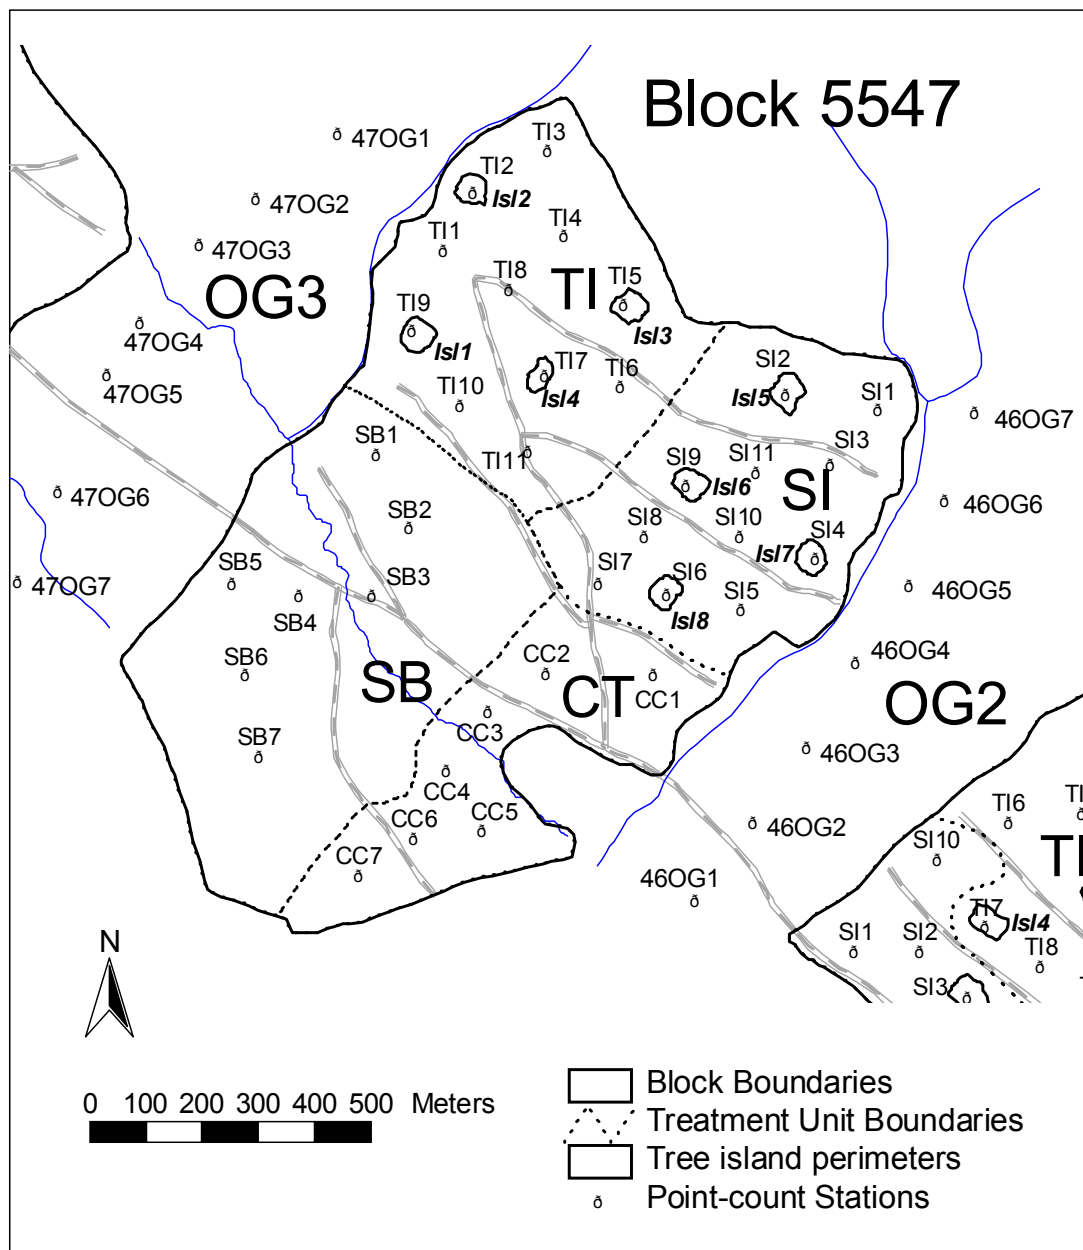 Block 5547
47OG1
TI3
TI2
Isl2
47OG2
TI1
TI4
47OG3
OG3
TI8
TI
TI5
TI9
Isl1
Isl3
47OG4
47OG5
TI10
Isl4
TI7
TI6
SI2
Isl5
SI1
46OG7
SB1
TI11
SI9
Isl6
SI11
SI3
SI
47OG6
SB2
SI8
SI10
SI4
Isl7
46OG6
SB5
47OG7
SB3
SB4
SI7
SI6
Isl8
SI5
46OG5
SB6
SB
CC2
CT
CC1
46OG4
OG2
SB7
CC3
46OG3
CC4
CC5
CC6
CC7
46OG2
46OG1
TI6
SI10
TI7
Isl4
SI1
SI2
TI8
SI3
N
0 100 200 300 400 500 Meters
Block Boundaries
Treatment Unit Boundaries
Tree island perimeters
Point-count Stations